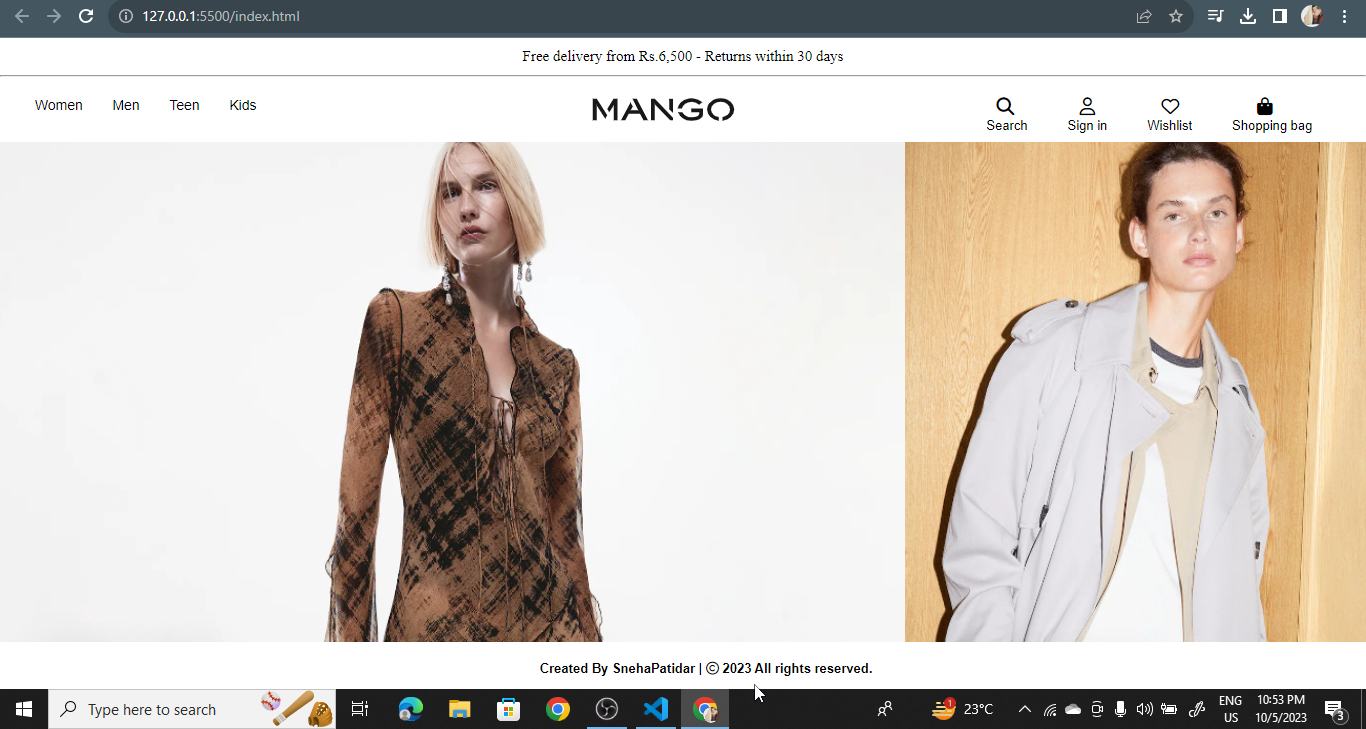 127.0.0.1:5500/index.html
Free delivery from Rs.6,500 - Returns within 30 days
Women Men Teen Kids
MANGO
Search Sign in Wishlist Shopping bag
Created By SnehaPatidar | © 2023 All rights reserved.
Type here to search
1
23°C
ENG
US
10:53 PM
10/5/2023
3